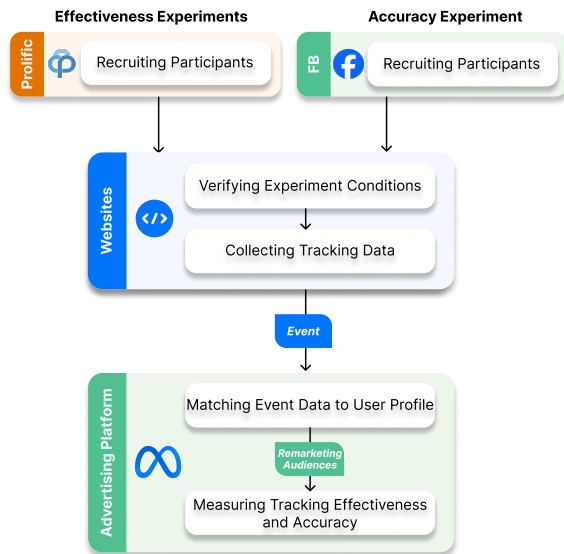 Effectiveness Experiments
Accuracy Experiment
Prolific
Recruiting Participants
FB
Recruiting Participants
Websites
Verifying Experiment Conditions
Collecting Tracking Data
Event
Advertising Platform
Matching Event Data to User Profile
Remarketing
Audiences
Measuring Tracking Effectiveness
and Accuracy